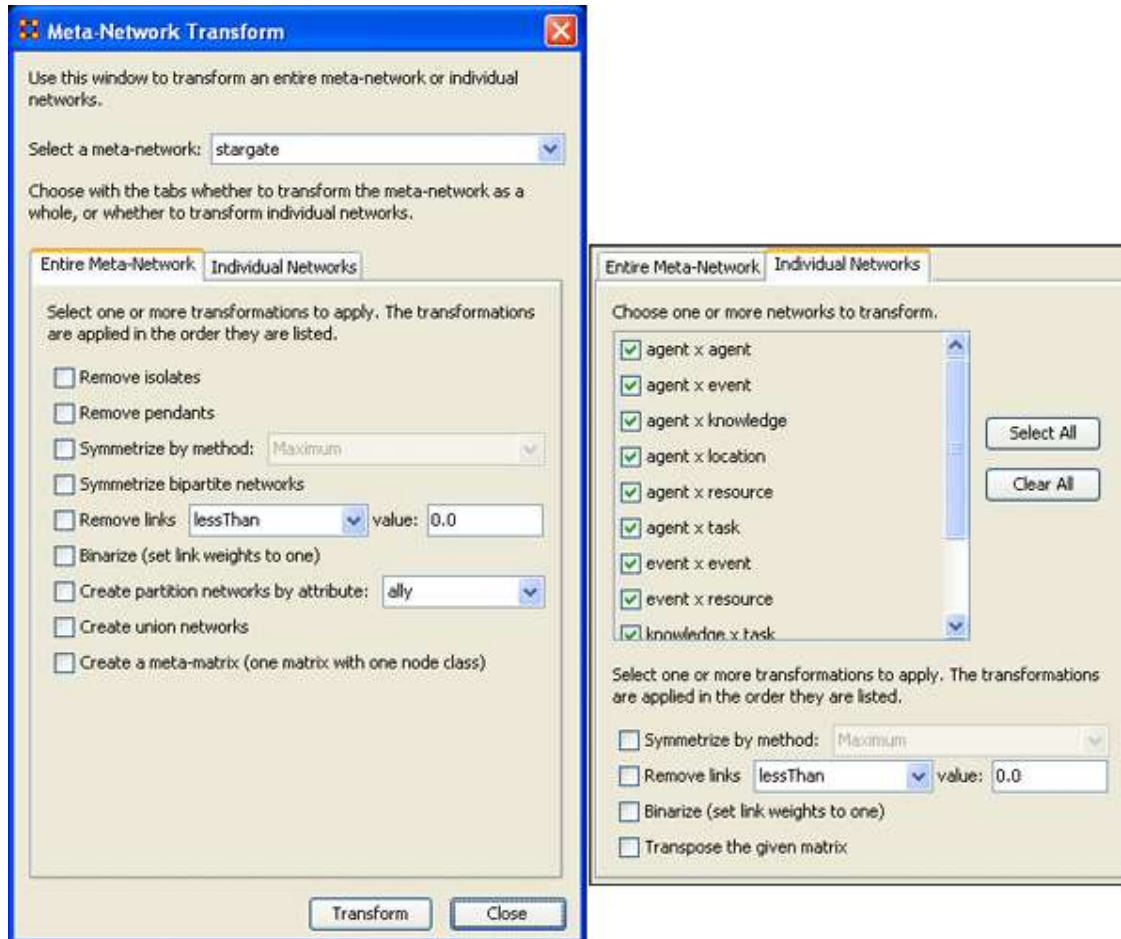 Meta-Network Transform
Use this window to transform an entire meta-network or individual
networks.
Select a meta-network: stargate
Choose with the tabs whether to transform the meta-network as a
whole, or whether to transform individual networks.
Entire Meta-Network Individual Networks
Select one or more transformations to apply. The transformations
are applied in the order they are listed.
Remove isolates
Remove pendants
Symmetrize by method: Maximum
Symmetrize bipartite networks
Remove links lessThan value: 0.0
Binarize (set link weights to one)
Create partition networks by attribute: ally
Create union networks
Create a meta-matrix (one matrix with one node class)
Transform Close
Entire Meta-Network Individual Networks
Choose one or more networks to transform.
agent x agent
agent x event
agent x knowledge
agent x location
agent x resource
agent x task
event x event
event x resource
knowledge x task
Select All
Clear All
Select one or more transformations to apply. The transformations
are applied in the order they are listed.
Symmetrize by method: Maximum
Remove links lessThan value: 0.0
Binarize (set link weights to one)
Transpose the given matrix